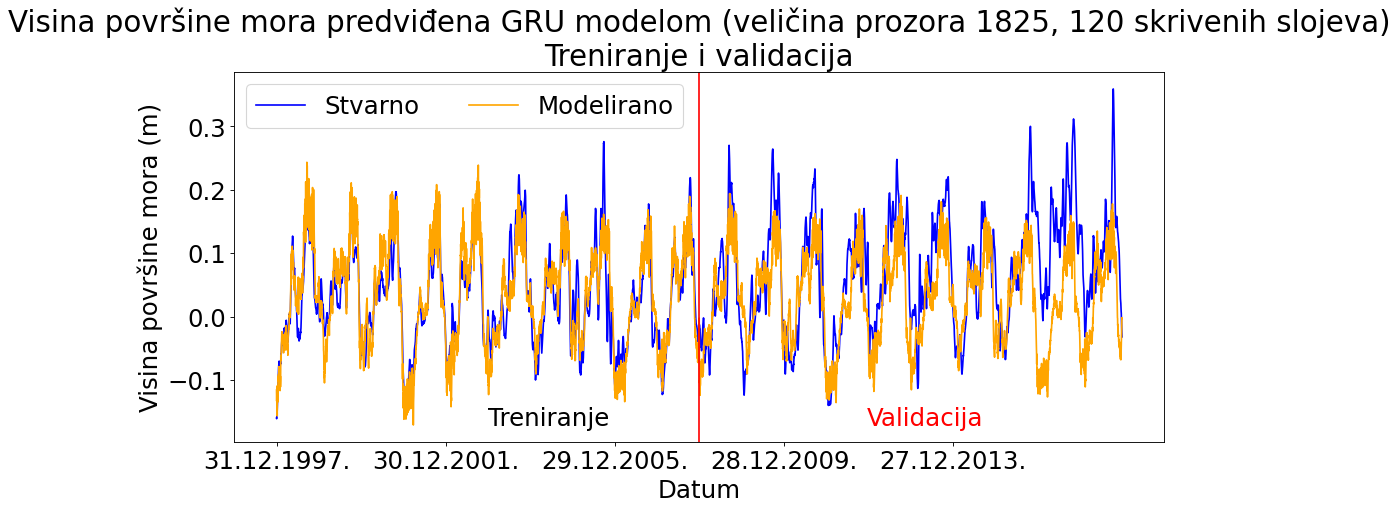 Visina površine mora predviđena GRU modelom (veličina prozora 1825, 120 skrivenih slojeva)
Treniranje i validacija
Stvarno
Modelirano
Visina površine mora (m)
0.3
0.2
0.1
0.0
−0.1
Treniranje
Validacija
31.12.1997.
30.12.2001.
29.12.2005.
28.12.2009.
27.12.2013.
Datum